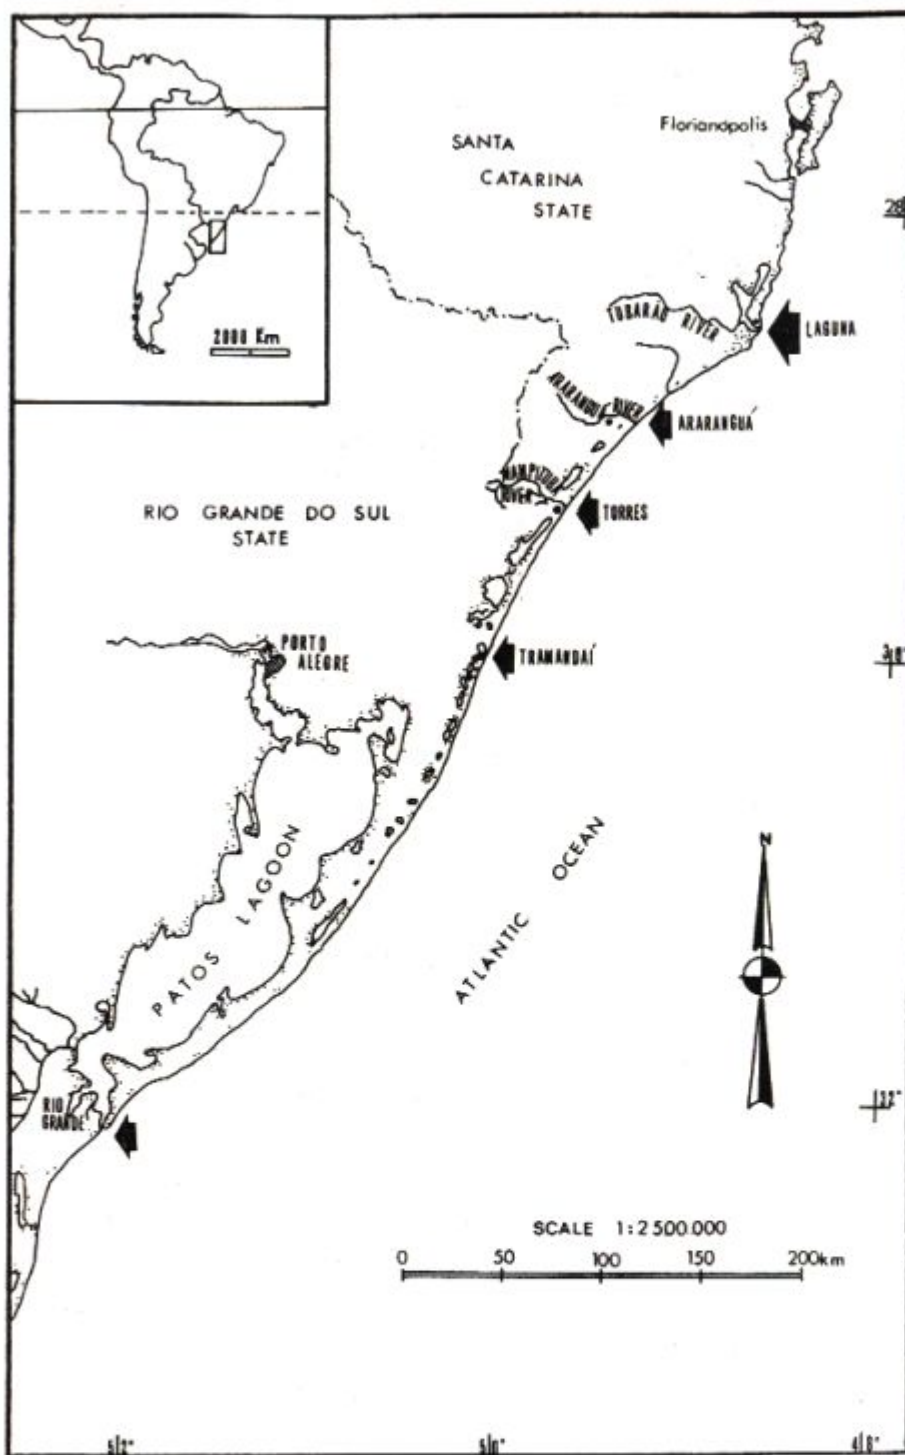 2000 Km
SANTA
CATARINA
STATE
Florianópolis
28
TUBARÃO RIVER
LAGUNA
ARARANGUÁ RIVER
ARARANGUÁ
MAMPITUBA
RIVER
TORRES
RIO GRANDE DO SUL
STATE
PORTO
ALEGRE
TRAMANDAÍ
30°
PATOS LAGOON
ATLANTIC OCEAN
N
RIO
GRANDE
32°
SCALE 1:2500.000
0 50 100 150 200km
52° 50° 48°